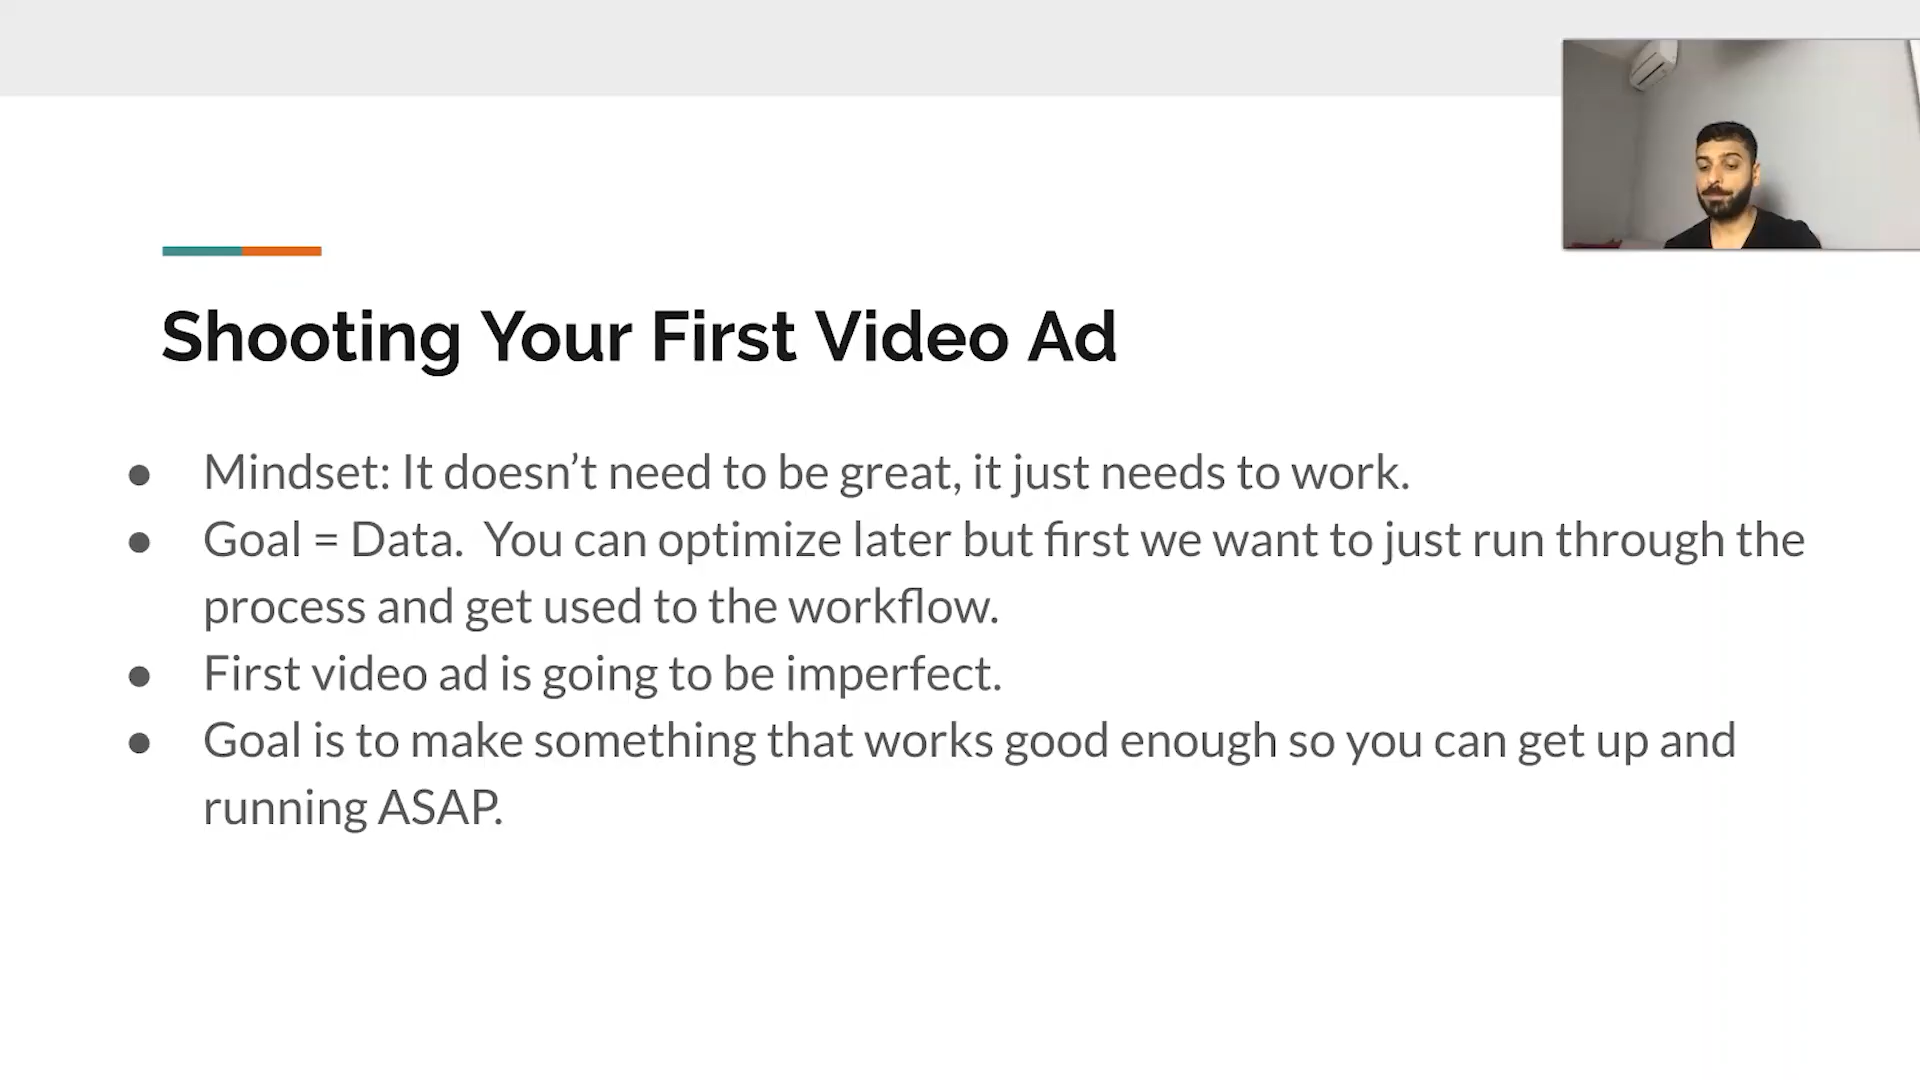 Shooting Your First Video Ad
● Mindset: It doesn’t need to be great, it just needs to work.
● Goal = Data.  You can optimize later but first we want to just run through the
process and get used to the workflow.
● First video ad is going to be imperfect.
● Goal is to make something that works good enough so you can get up and
running ASAP.